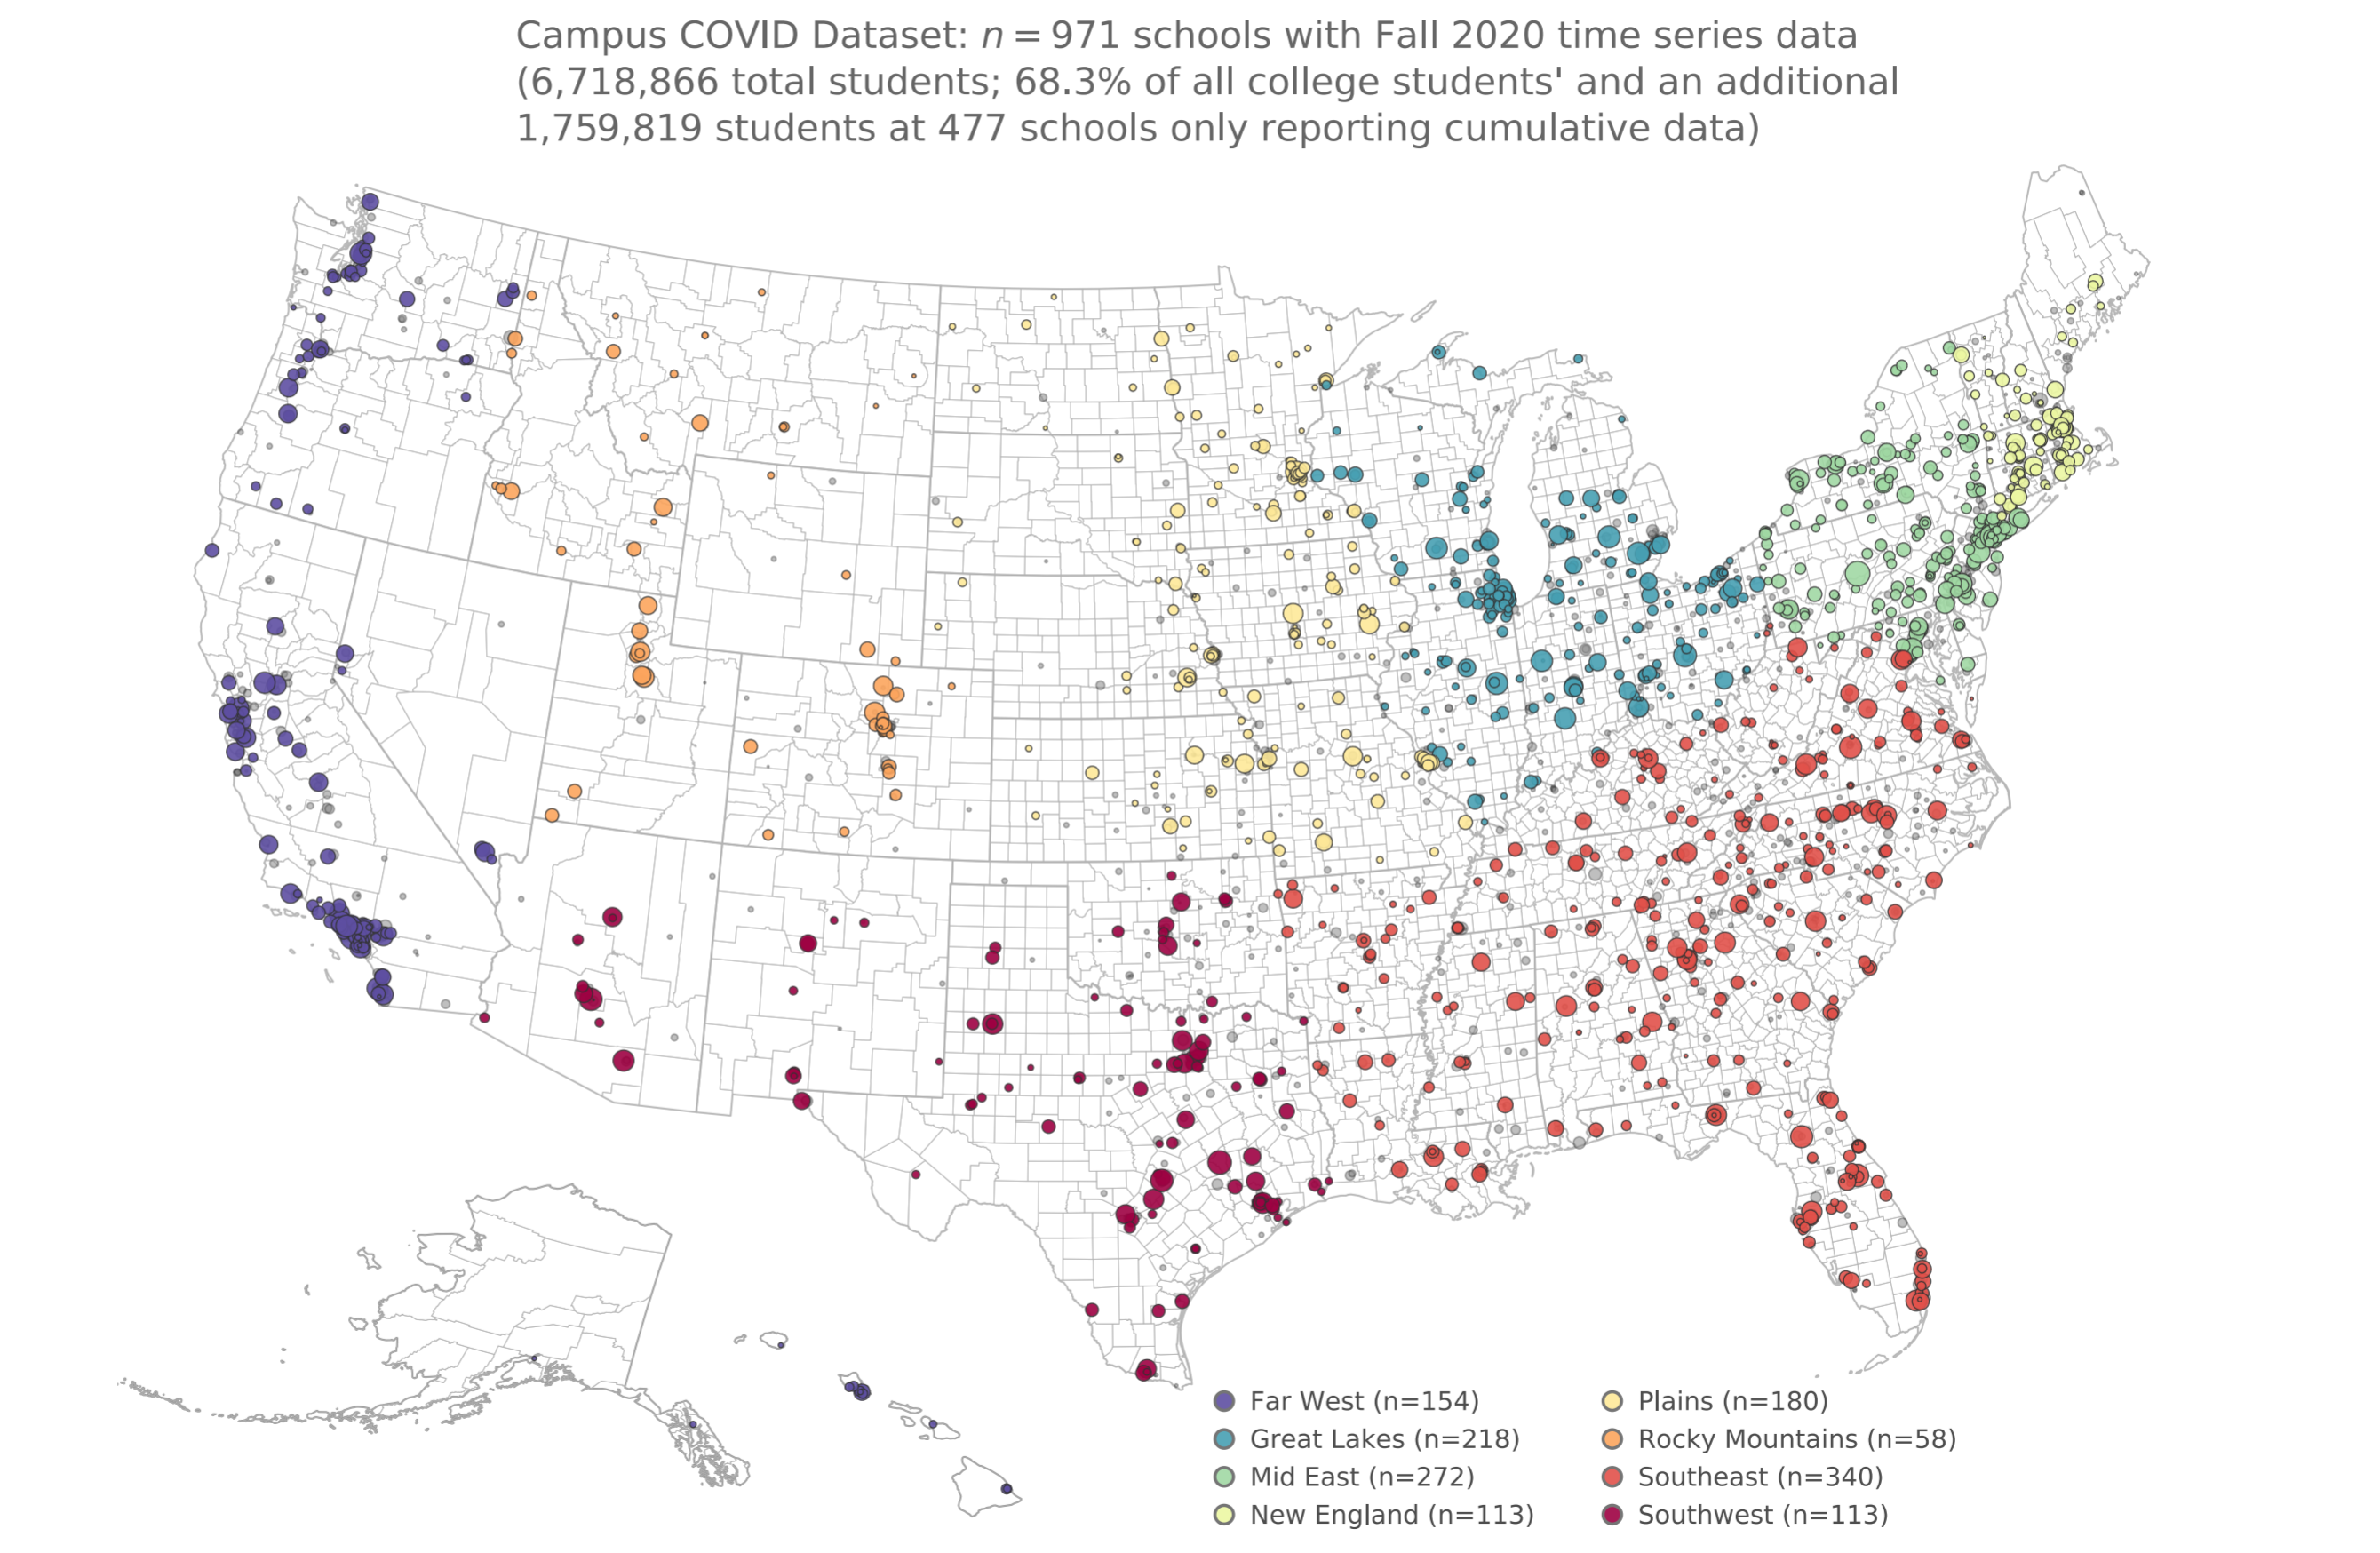 Campus COVID Dataset: n = 971 schools with Fall 2020 time series data
(6,718,866 total students; 68.3% of all college students' and an additional
1,759,819 students at 477 schools only reporting cumulative data)
Far West (n=154)
Great Lakes (n=218)
Mid East (n=272)
New England (n=113)
Plains (n=180)
Rocky Mountains (n=58)
Southeast (n=340)
Southwest (n=113)